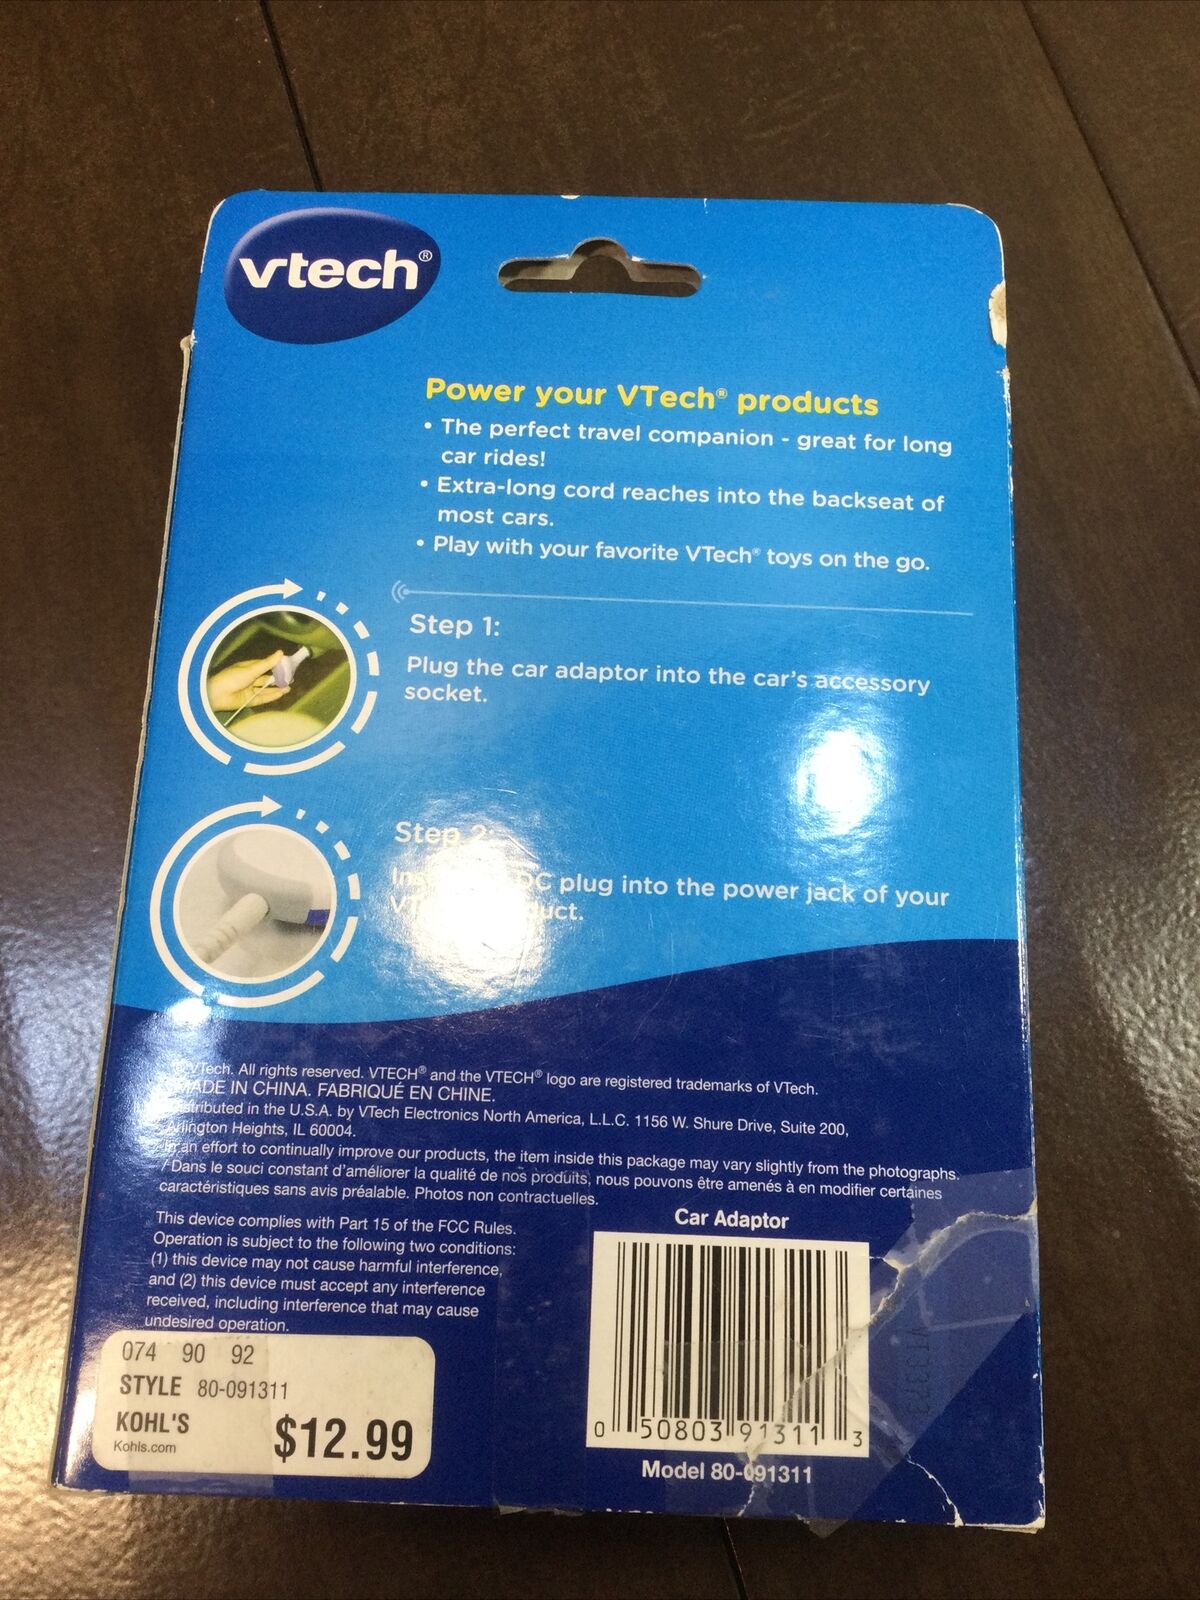 vtech®
Power your VTech® products
• The perfect travel companion - great for long
car rides!
• Extra-long cord reaches into the backseat of
most cars.
• Play with your favorite VTech® toys on the go.
Step 1:
Plug the car adaptor into the car's accessory
socket.
Step 2:
DC plug into the power jack of your
VTech. All rights reserved. VTECH® and the VTECH® logo are registered trademarks of VTech.
MADE IN CHINA. FABRIQUÉ EN CHINE.
Distributed in the U.S.A. by VTech Electronics North America, L.L.C. 1156 W. Shure Drive, Suite 200,
Arlington Heights, IL 60004.
In an effort to continually improve our products, the item inside this package may vary slightly from the photographs.
/ Dans le souci constant d'améliorer la qualité de nos produits, nous pouvons être amenés à en modifier certaines
caractéristiques sans avis préalable. Photos non contractuelles.
This device complies with Part 15 of the FCC Rules.
Operation is subject to the following two conditions:
(1) this device may not cause harmful interference,
and (2) this device must accept any interference
received, including interference that may cause
undesired operation.
Car Adaptor
0 50803 91311 3
Model 80-091311
074 90 92
STYLE 80-091311
KOHL'S
Kohls.com
$12.99